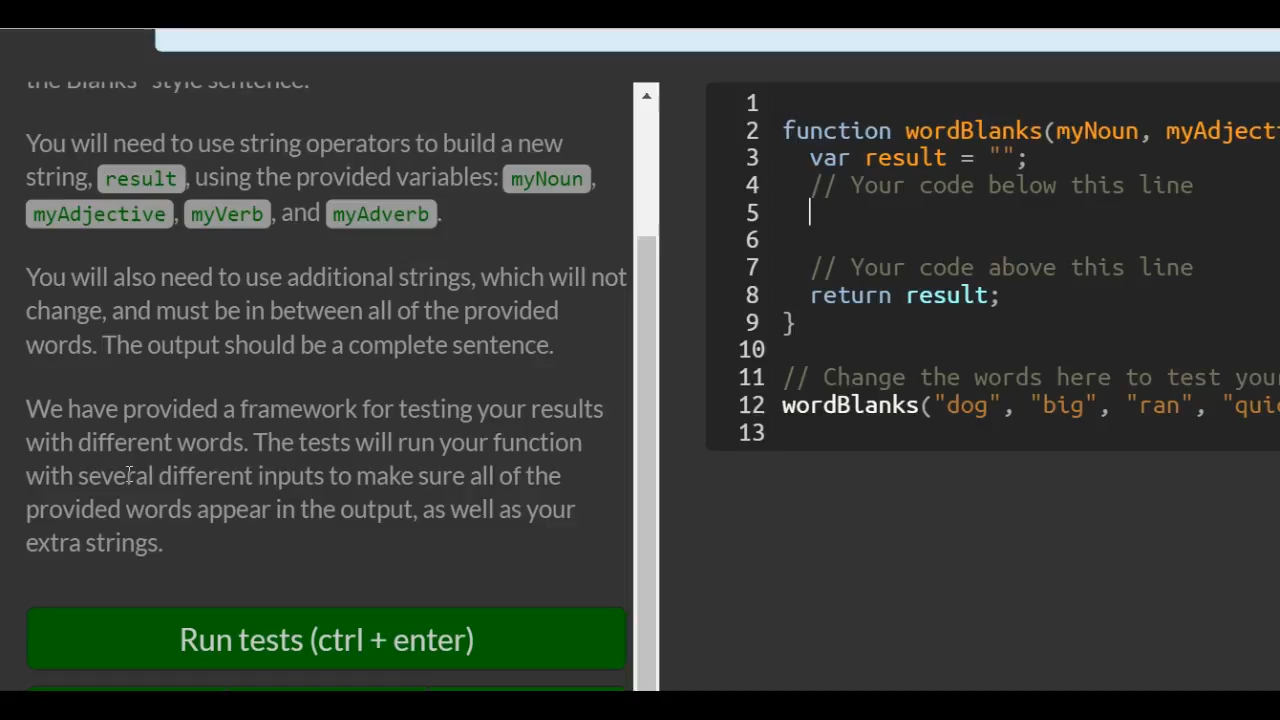 the Blanks" style sentence.
You will need to use string operators to build a new
string, result, using the provided variables: myNoun,
myAdjective, myVerb, and myAdverb.
You will also need to use additional strings, which will not
change, and must be in between all of the provided
words. The output should be a complete sentence.
We have provided a framework for testing your results
with different words. The tests will run your function
with several different inputs to make sure all of the
provided words appear in the output, as well as your
extra strings.
Run tests (ctrl + enter)
1
2 function wordBlanks(myNoun, myAdject
3 var result = "";
4 // Your code below this line
5
6
7 // Your code above this line
8 return result;
9 }
10
11 // Change the words here to test your
12 wordBlanks("dog", "big", "ran", "quic
13